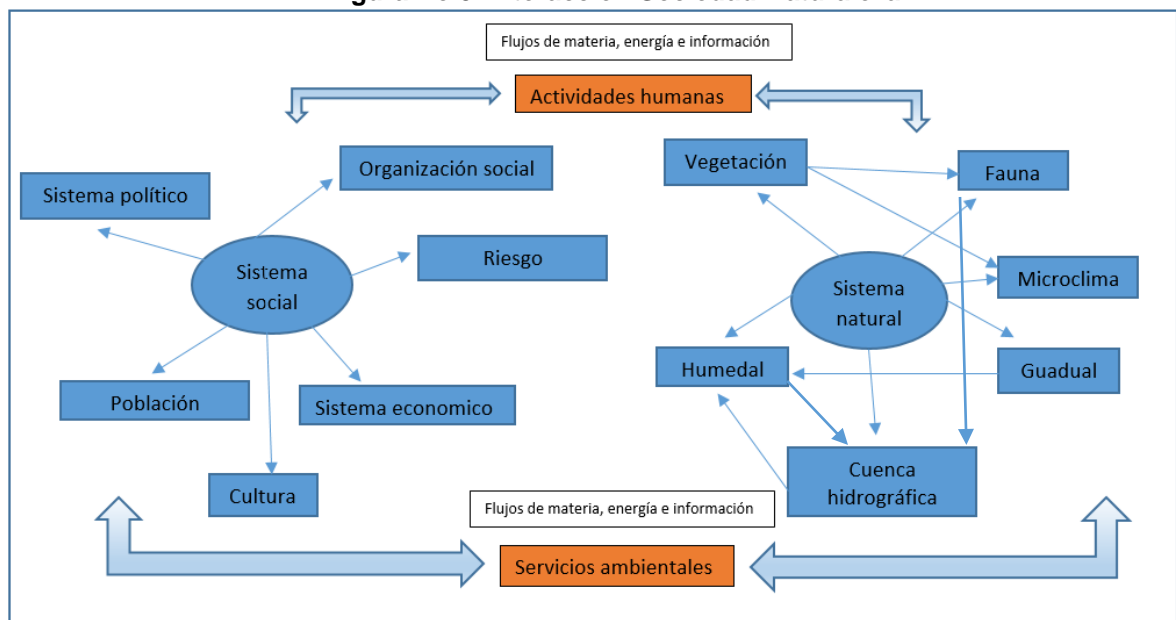 Flujos de materia, energía e información
Actividades humanas
Organización social
Sistema político
Riesgo
Sistema
social
Población
Sistema economico
Cultura
Vegetación
Fauna
Microclima
Sistema
natural
Humedal
Guadual
Cuenca
hidrográfica
Flujos de materia, energía e información
Servicios ambientales